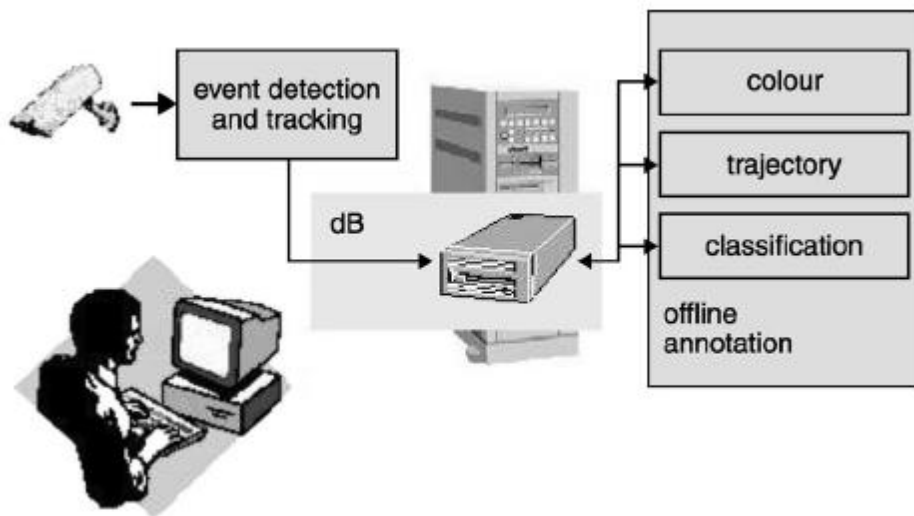 event detection
and tracking
dB
colour
trajectory
classification
offline
annotation